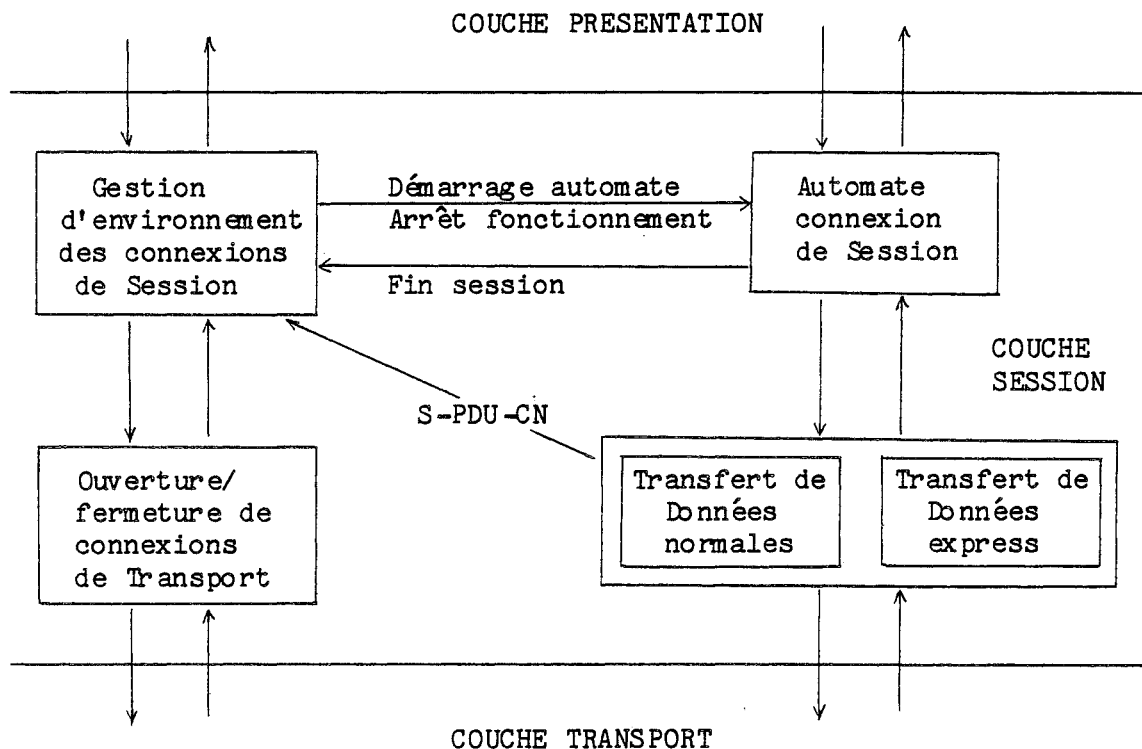 COUCHE PRESENTATION
Gestion
d'environnement
des connexions
de Session
Démarrage automate
Arrêt fonctionnement
Fin session
Automate
connexion
de Session
COUCHE
SESSION
S-PDU-CN
Ouverture/
fermeture de
connexions
de Transport
Transfert de
Données
normales
Transfert de
Données
express
COUCHE TRANSPORT